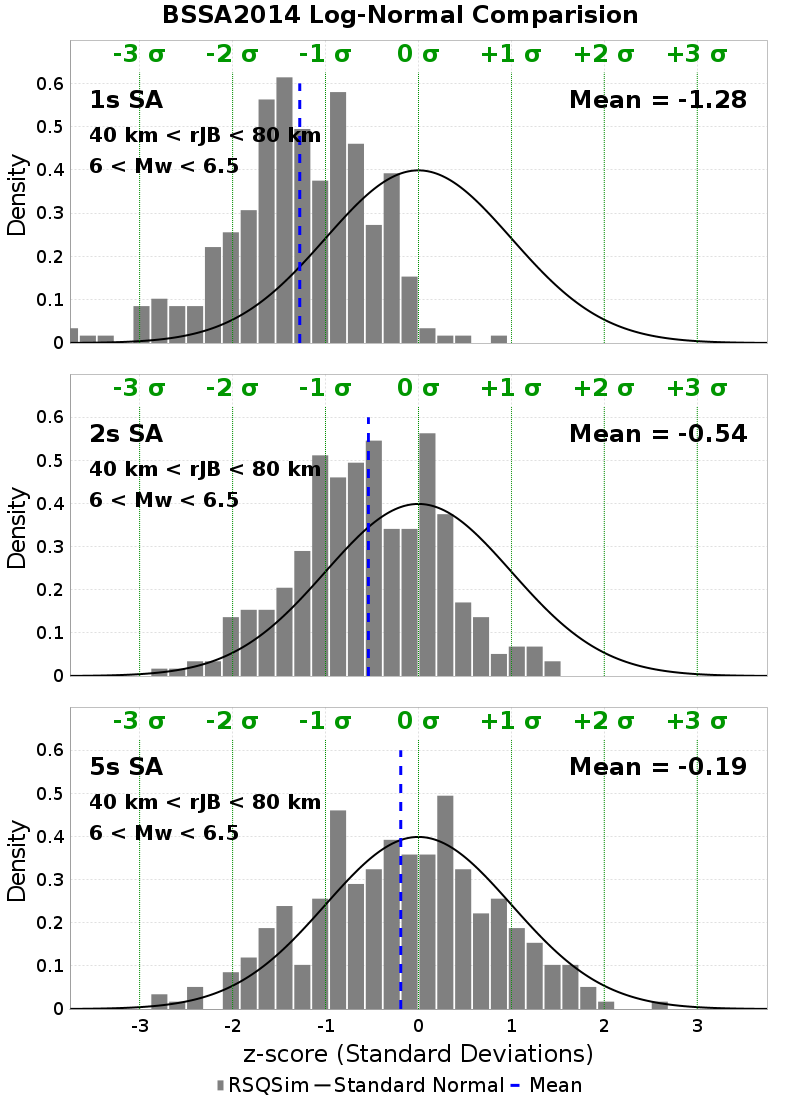 BSSA2014 Log-Normal Comparision
-3 σ -2 σ -1 σ 0 σ +1 σ +2 σ +3 σ
0.6
1s SA Mean = -1.28
0.5
40 km < rJB < 80 km
6 < Mw < 6.5
0.4
0.3
0.2
0.1
0
Density
-3 σ -2 σ -1 σ 0 σ +1 σ +2 σ +3 σ
0.6
2s SA Mean = -0.54
0.5
40 km < rJB < 80 km
6 < Mw < 6.5
0.4
0.3
0.2
0.1
0
Density
-3 σ -2 σ -1 σ 0 σ +1 σ +2 σ +3 σ
0.6
5s SA Mean = -0.19
0.5
40 km < rJB < 80 km
6 < Mw < 6.5
0.4
0.3
0.2
0.1
0
Density
-3 -2 -1 0 1 2 3
z-score (Standard Deviations)
RSQSim Standard Normal Mean